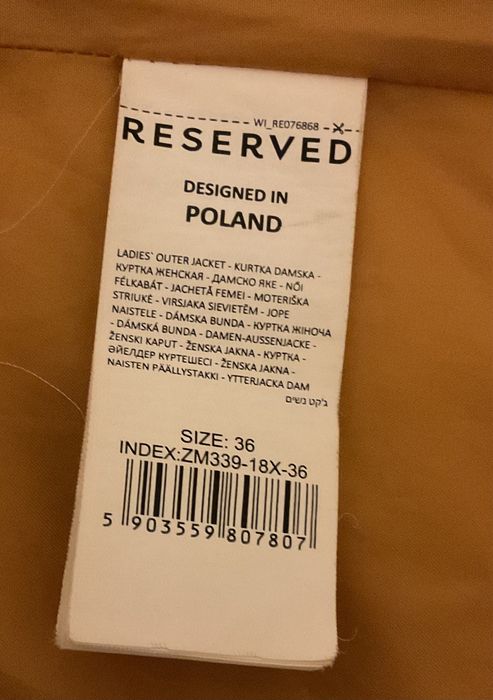 WI_RE076868
RESERVED
DESIGNED IN
POLAND
LADIES` OUTER JACKET - KURTKA DAMSKA -
КУРТКА ЖЕНСКАЯ - ДАМСКО ЯКЕ - NŐI
FÉLKABÁT - JACHETĂ FEMEI - MOTERIŠKA
STRIUKĖ - VIRSJAKA SIEVIETĒM - JOPE
NAISTELE - DÁMSKA BUNDA - КУРТКА ЖІНОЧА
- DÁMSKÁ BUNDA - DAMEN-AUSSENJACKE -
ŽENSKI KAPUT - ŽENSKA JAKNA - КУРТКА -
ӘЙЕЛДЕР КУРТЕШЕСІ - ŽENSKA JAKNA -
NAISTEN PÄÄLLYSTAKKI - YTTERJACKA DAM
ג'קט נשים
SIZE: 36
INDEX:ZM339-18X-36
5 903559 807807